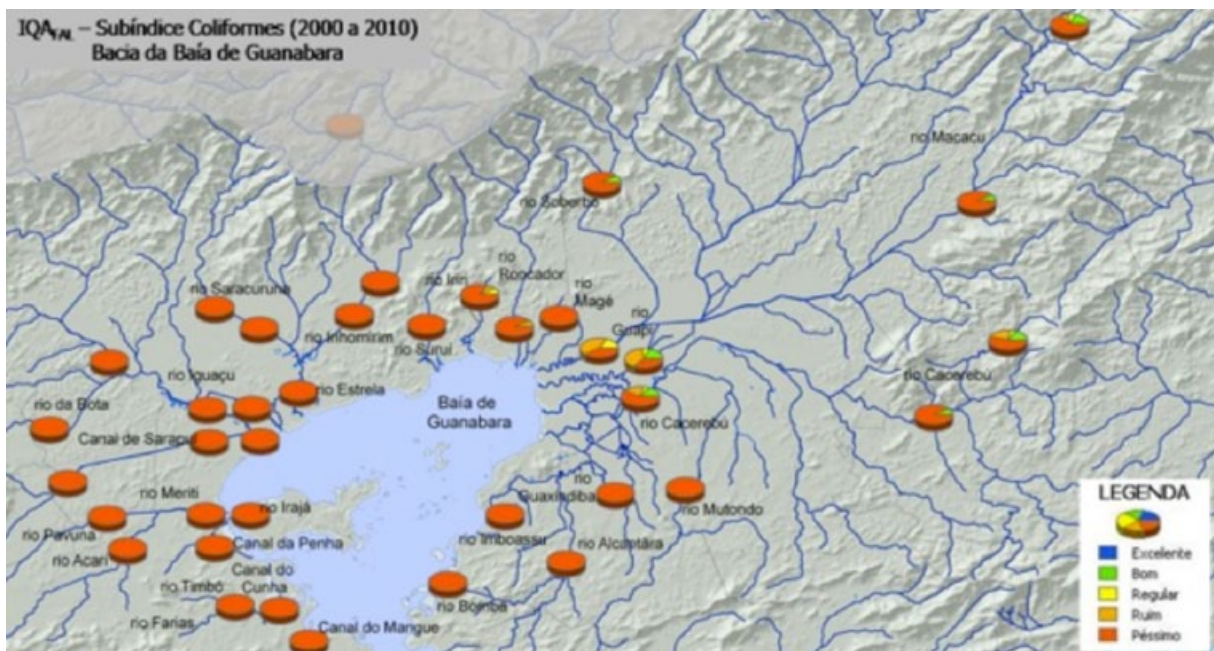 IQAFAL – Subíndice Coliformes (2000 a 2010)
Bacia da Baía de Guanabara
rio Macacu
rio Soberbo
rio
Roncador
rio Iriri
rio
Magé
rio Saracuruna
rio Inhomirim
rio Suruí
rio
Guapi
rio Iguaçu
rio Estrela
rio Cacerebú
rio da Bota
Baía de
Guanabara
rio Cacerebú
Canal de Sarapuí
rio
Guaxindiba
rio Mutondo
rio Meriti
rio Irajá
rio Pavuna
rio Imboassu
rio Alcântara
rio Acari
Canal da Penha
rio Timbó
Canal do
Cunha
rio Bomba
rio Farias
Canal do Mangue
LEGENDA
Excelente
Bom
Regular
Ruim
Péssimo